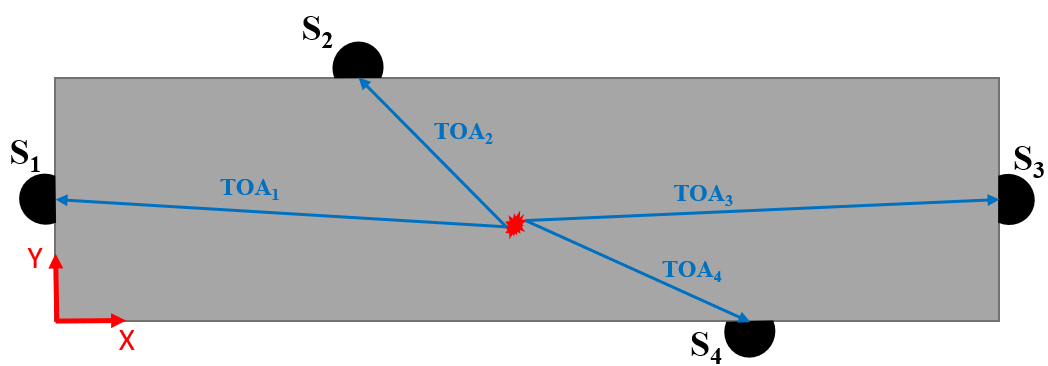 S₂
TOA₂
S₁
TOA₁
TOA₃
S₃
Y
TOA₄
X
S₄